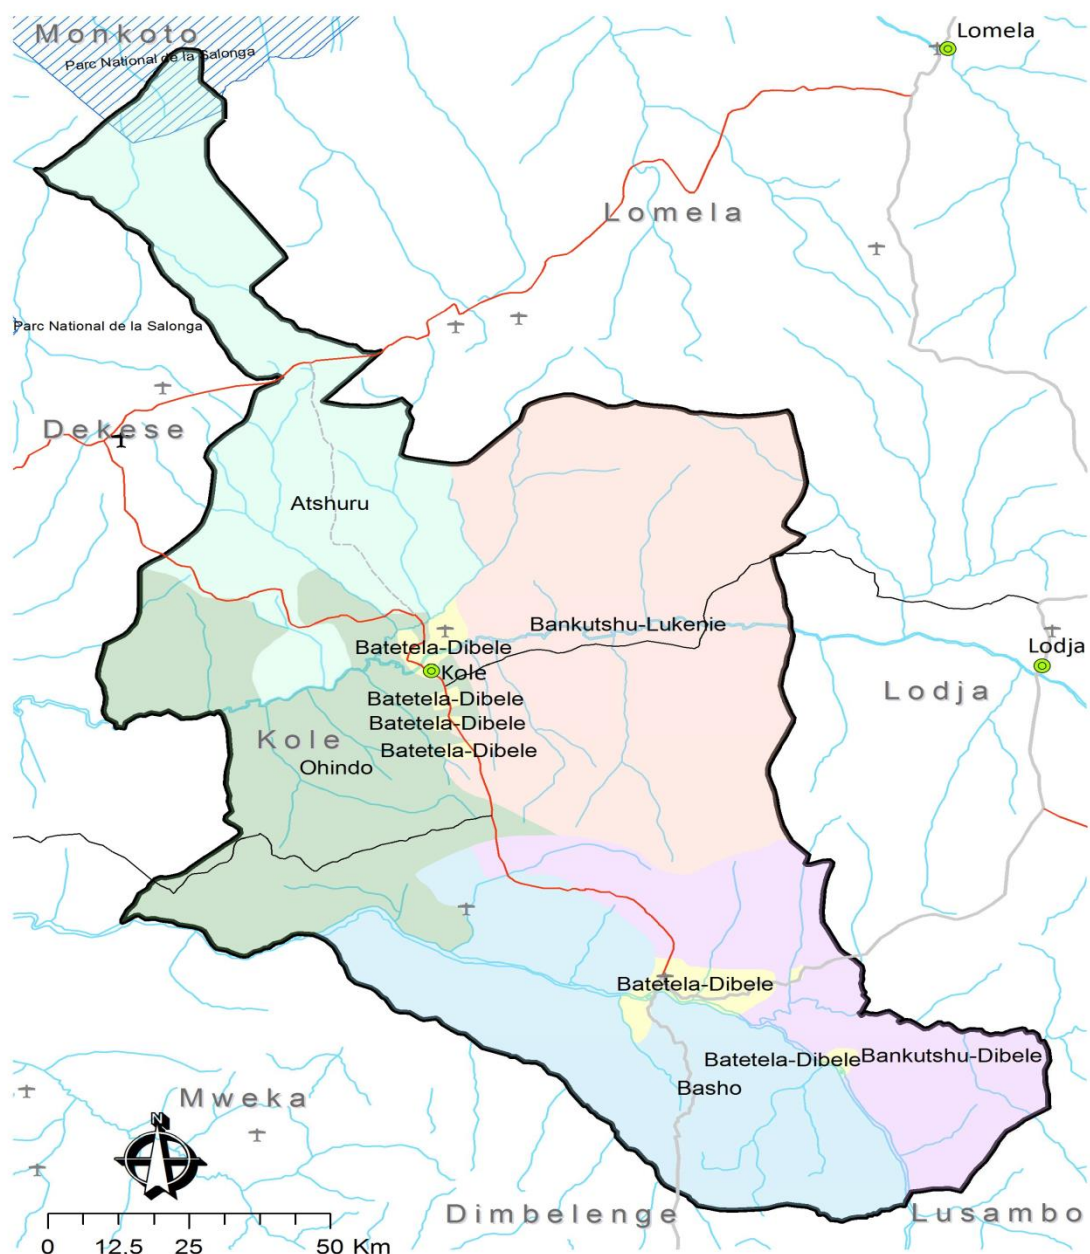 Monkoto
Parc National de la Salonga
Lomela
Lomela
Parc National de la Salonga
Dekese
Atshuru
Bankutshu-Lukenie
Batetela-Dibele
Kole
Lodja
Lodja
Batetela-Dibele
Batetela-Dibele
Kole
Batetela-Dibele
Ohindo
Batetela-Dibele
Batetela-Dibele
Bankutshu-Dibele
Basho
Mweka
N
Dimbelenge
Lusambo
0 12.5 25 50 Km